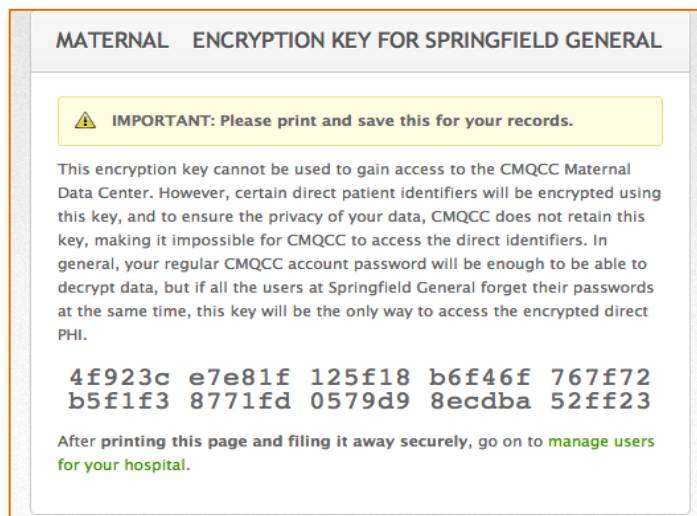 MATERNAL ENCRYPTION KEY FOR SPRINGFIELD GENERAL
IMPORTANT: Please print and save this for your records.
This encryption key cannot be used to gain access to the CMQCC Maternal
Data Center. However, certain direct patient identifiers will be encrypted using
this key, and to ensure the privacy of your data, CMQCC does not retain this
key, making it impossible for CMQCC to access the direct identifiers. In
general, your regular CMQCC account password will be enough to be able to
decrypt data, but if all the users at Springfield General forget their passwords
at the same time, this key will be the only way to access the encrypted direct
PHI.
4f923c e7e81f 125f18 b6f46f 767f72
b5f1f3 8771fd 0579d9 8ecdba 52ff23
After printing this page and filing it away securely, go on to manage users
for your hospital.